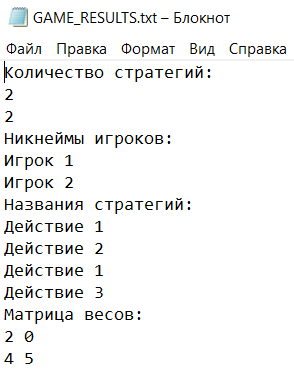 GAME_RESULTS.txt – Блокнот
Файл Правка Формат Вид Справка
Количество стратегий:
2
2
Никнеймы игроков:
Игрок 1
Игрок 2
Названия стратегий:
Действие 1
Действие 2
Действие 1
Действие 3
Матрица весов:
2 0
4 5